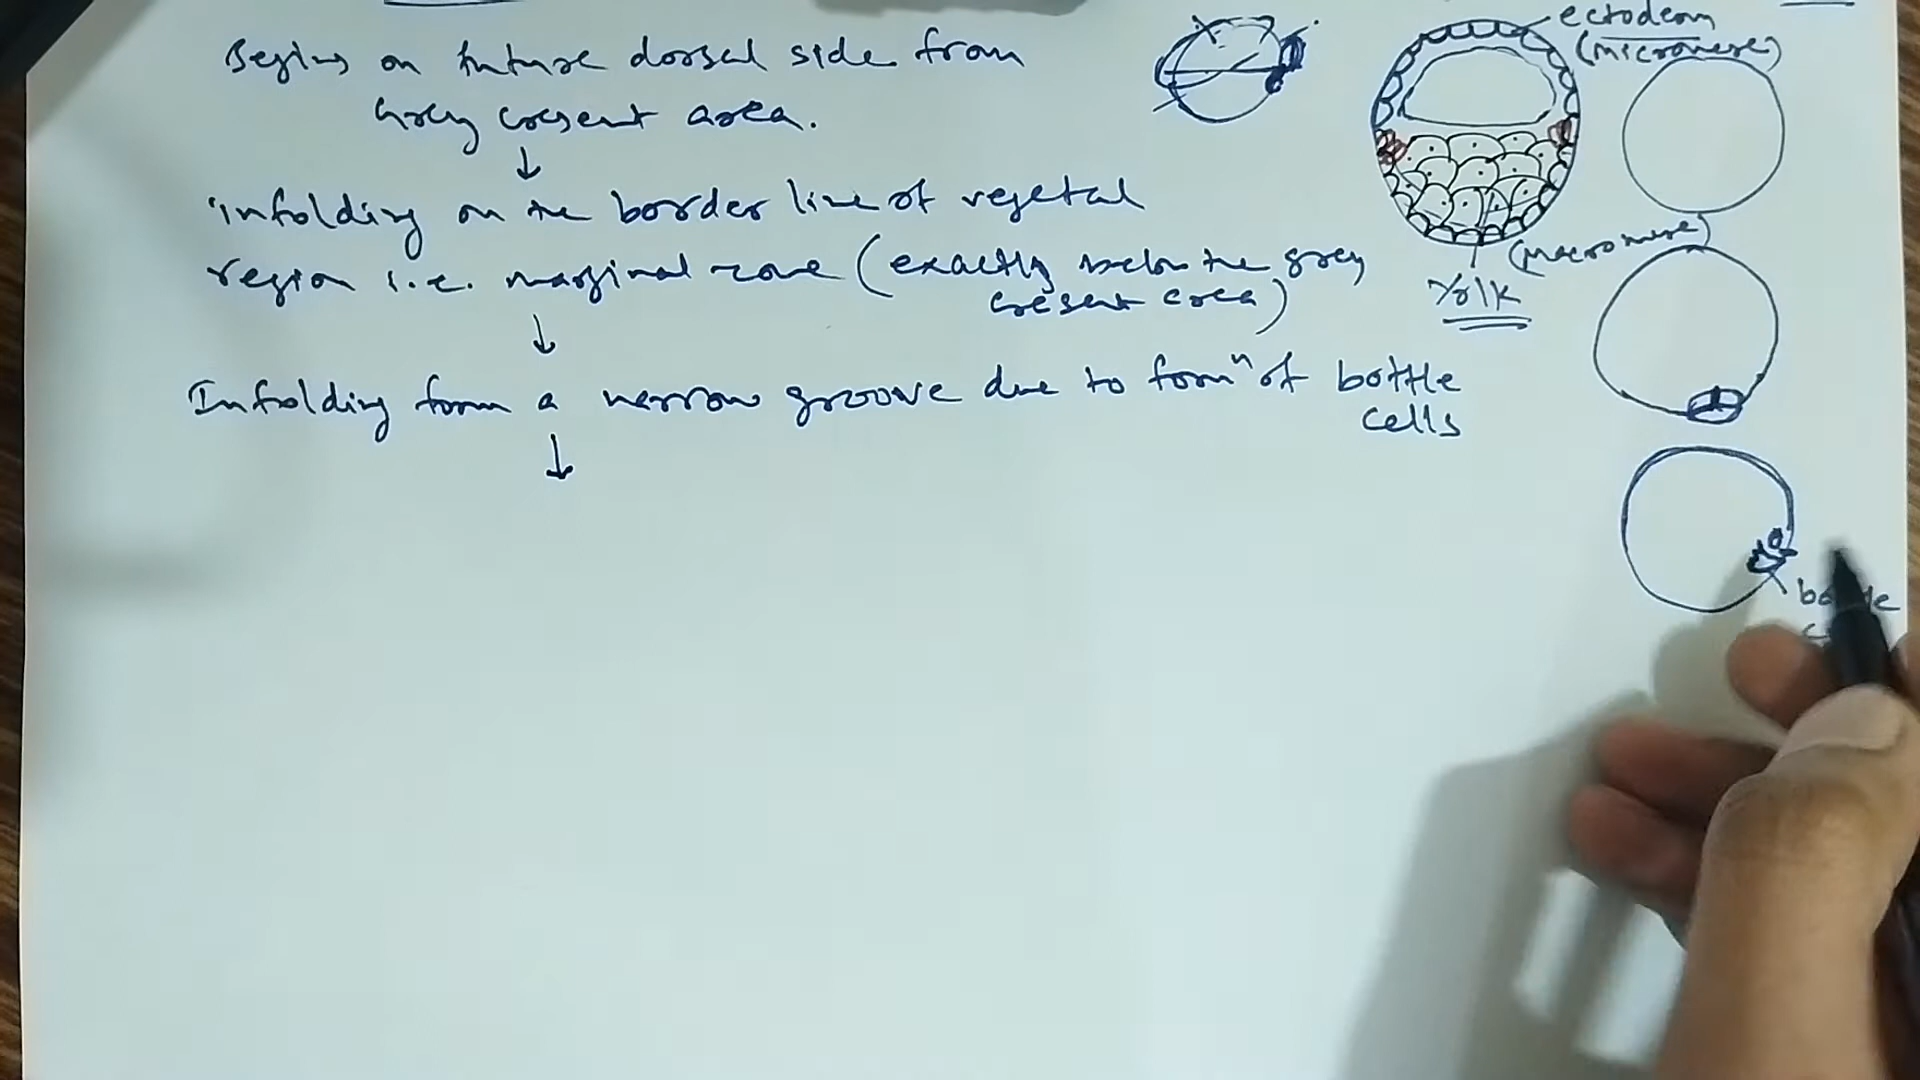 Begins on future dorsal side from
Grey cresent area.
↓
infolding on the border line of vegetal
region i.e. marginal zone (exactly below the grey
cresent area)
↓
Infolding form a narrow groove due to formⁿ of bottle
cells
↓
ectoderm
(micromere)
(macromere)
Yolk
bottle